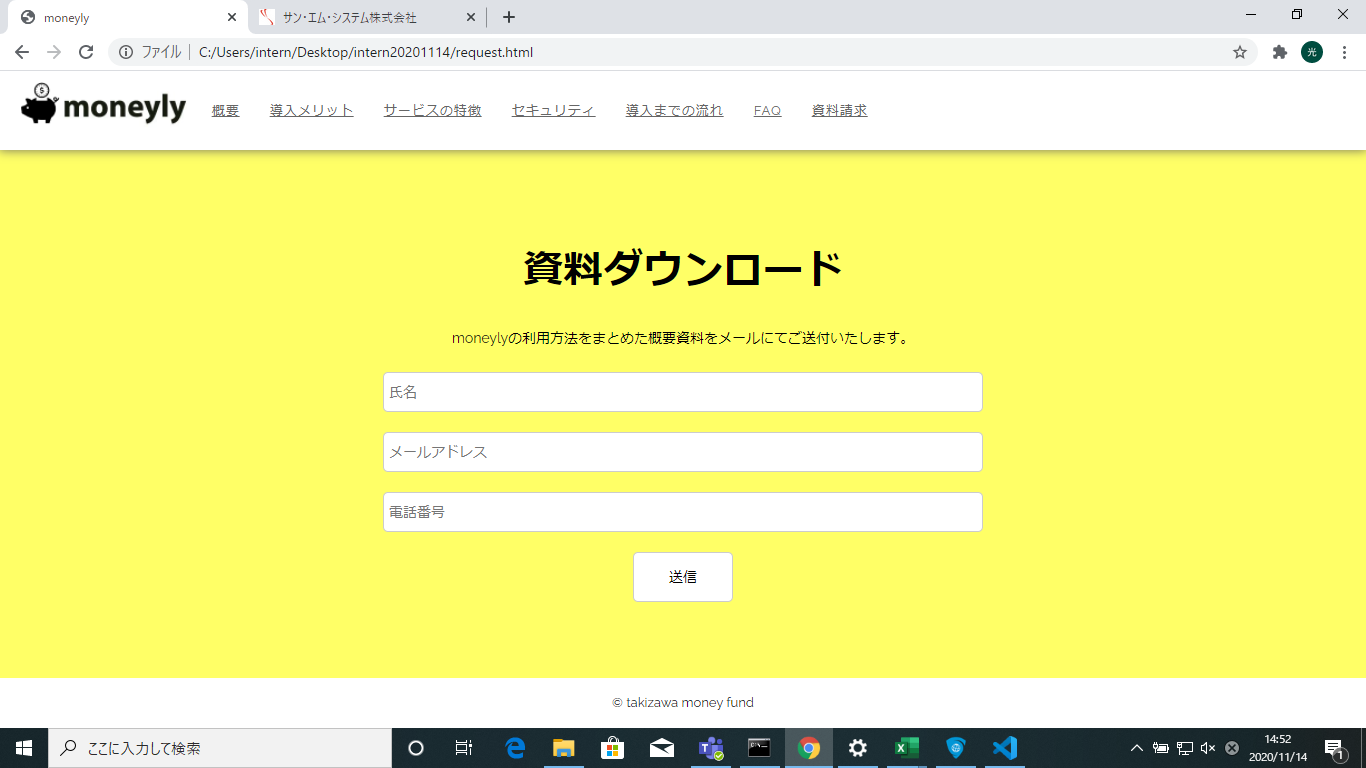 moneyly
サン・エム・システム株式会社
ファイル C:/Users/intern/Desktop/intern20201114/request.html
光
moneyly 概要 導入メリット サービスの特徴 セキュリティ 導入までの流れ FAQ 資料請求
資料ダウンロード
moneylyの利用方法をまとめた概要資料をメールにてご送付いたします。
氏名
メールアドレス
電話番号
送信
© takizawa money fund
ここに入力して検索
14:52
2020/11/14
1